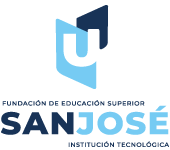 U
FUNDACIÓN DE EDUCACIÓN SUPERIOR
SANJOSÉ
INSTITUCIÓN TECNOLÓGICA